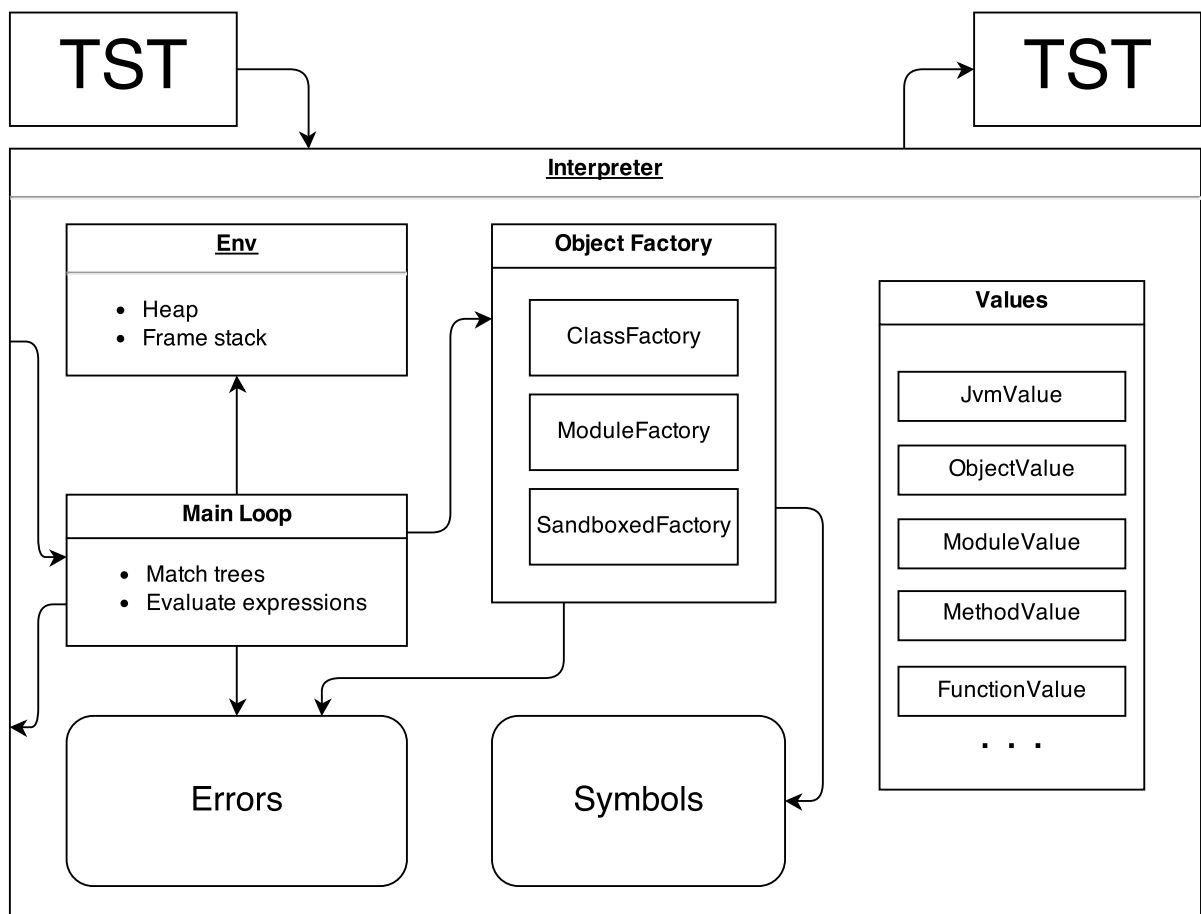 TST
TST
Interpreter
Env
• Heap
• Frame stack
Main Loop
• Match trees
• Evaluate expressions
Object Factory
ClassFactory
ModuleFactory
SandboxedFactory
Values
JvmValue
ObjectValue
ModuleValue
MethodValue
FunctionValue
. . .
Errors
Symbols